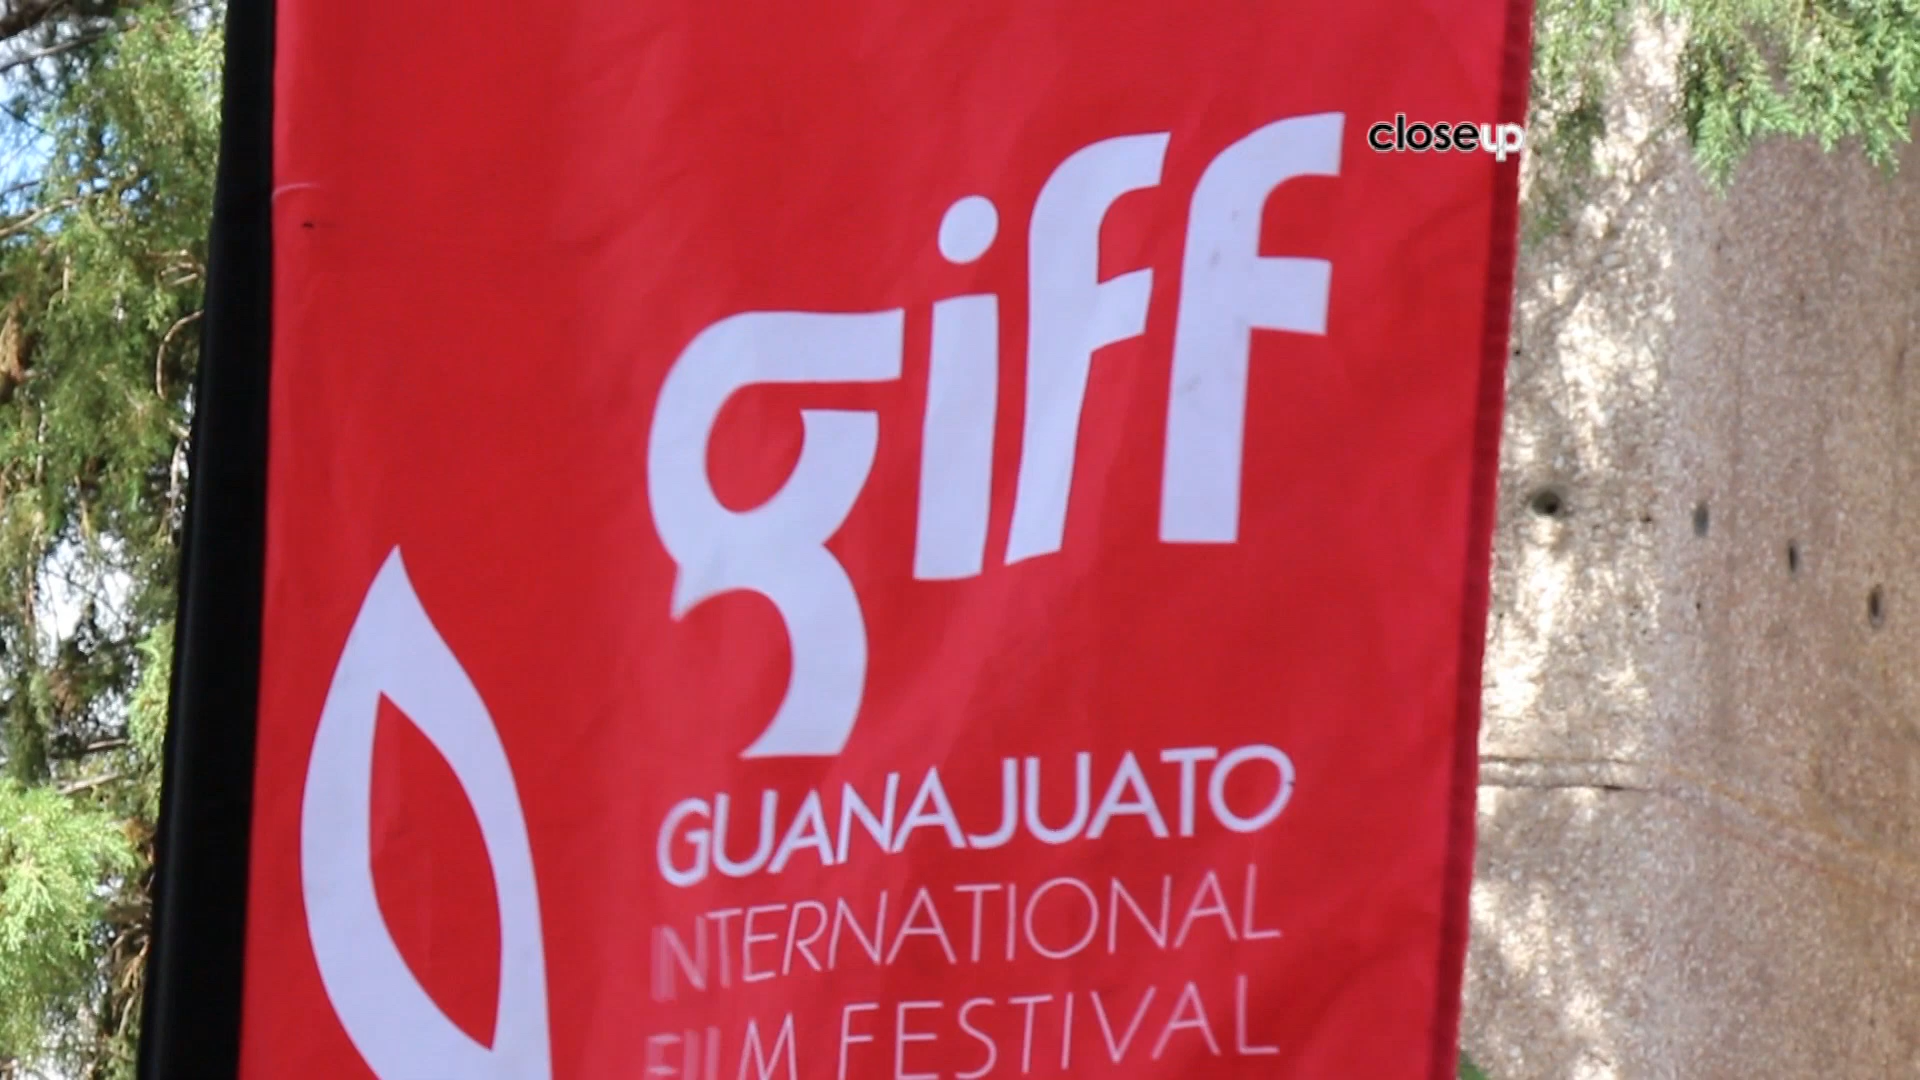 closeup
giff
GUANAJUATO
INTERNATIONAL
FILM FESTIVAL